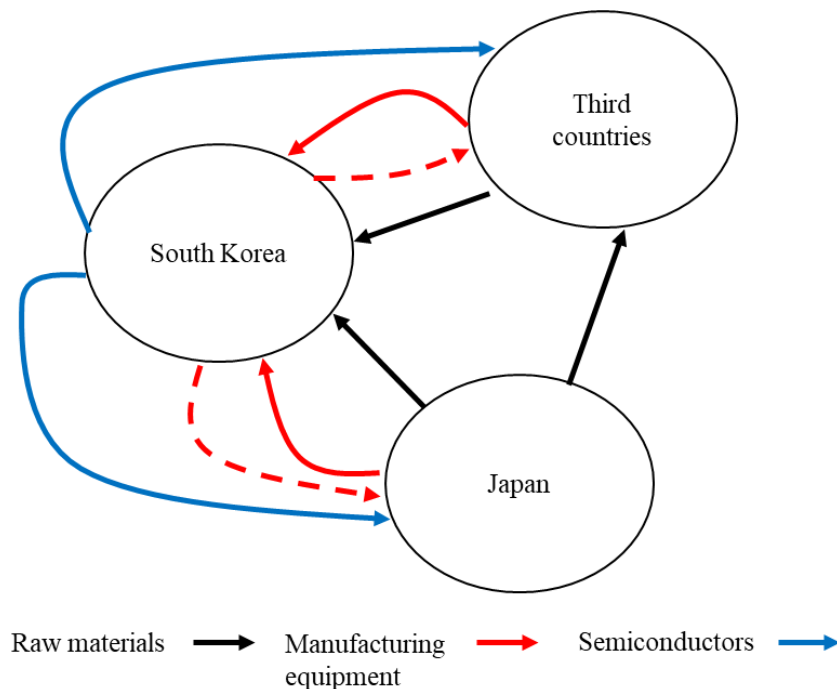 Third
countries
South Korea
Japan
Raw materials
Manufacturing
equipment
Semiconductors